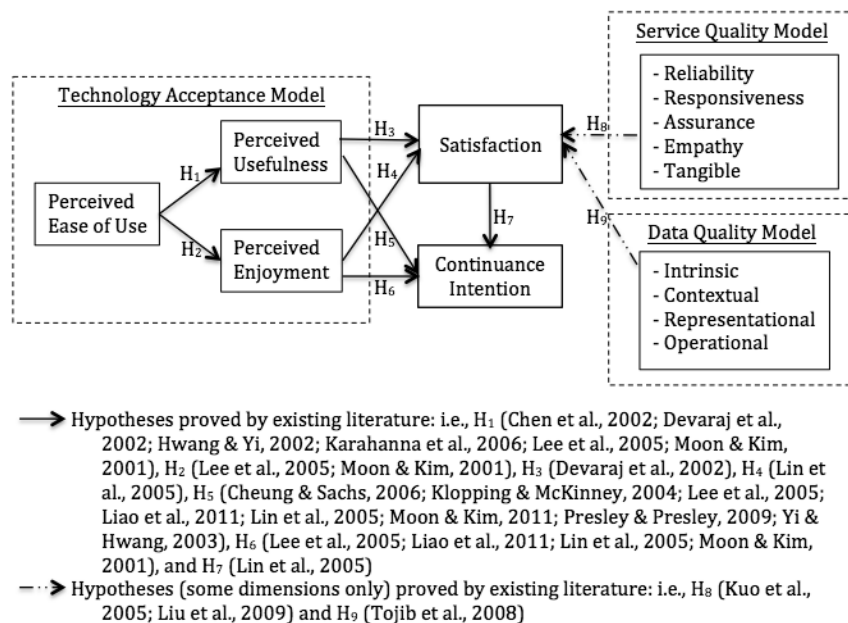 Service Quality Model
- Reliability
- Responsiveness
- Assurance
- Empathy
- Tangible
Technology Acceptance Model
Perceived
Ease of Use
H₁
H₂
Perceived
Usefulness
Perceived
Enjoyment
H₃
H₄
H₅
H₆
Satisfaction
H₇
Continuance
Intention
H₈
H₉
Data Quality Model
- Intrinsic
- Contextual
- Representational
- Operational
Hypotheses proved by existing literature: i.e., H₁ (Chen et al., 2002; Devaraj et al.,
2002; Hwang & Yi, 2002; Karahanna et al., 2006; Lee et al., 2005; Moon & Kim,
2001), H₂ (Lee et al., 2005; Moon & Kim, 2001), H₃ (Devaraj et al., 2002), H₄ (Lin et
al., 2005), H₅ (Cheung & Sachs, 2006; Klopping & McKinney, 2004; Lee et al., 2005;
Liao et al., 2011; Lin et al., 2005; Moon & Kim, 2011; Presley & Presley, 2009; Yi &
Hwang, 2003), H₆ (Lee et al., 2005; Liao et al., 2011; Lin et al., 2005; Moon & Kim,
2001), and H₇ (Lin et al., 2005)
Hypotheses (some dimensions only) proved by existing literature: i.e., H₈ (Kuo et al.,
2005; Liu et al., 2009) and H₉ (Tojib et al., 2008)